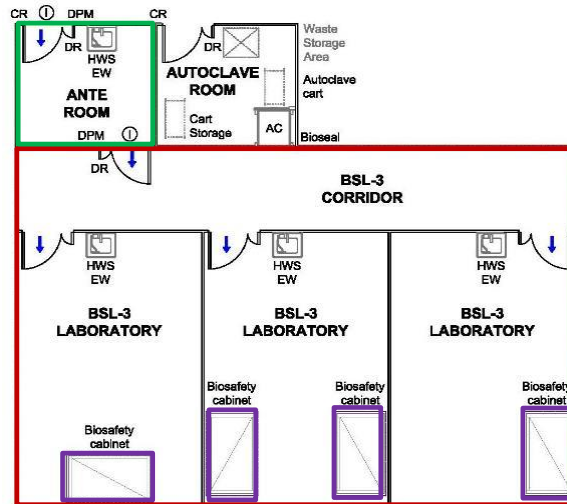 CR I DPM CR
DR
HWS
EW
ANTE
ROOM
DPM I
DR
DR
AUTOCLAVE
ROOM
Cart
Storage
AC
Waste
Storage
Area
Autoclave
cart
Bioseal
BSL-3
CORRIDOR
HWS
EW
BSL-3
LABORATORY
Biosafety
cabinet
HWS
EW
BSL-3
LABORATORY
Biosafety
cabinet
Biosafety
cabinet
HWS
EW
BSL-3
LABORATORY
Biosafety
cabinet